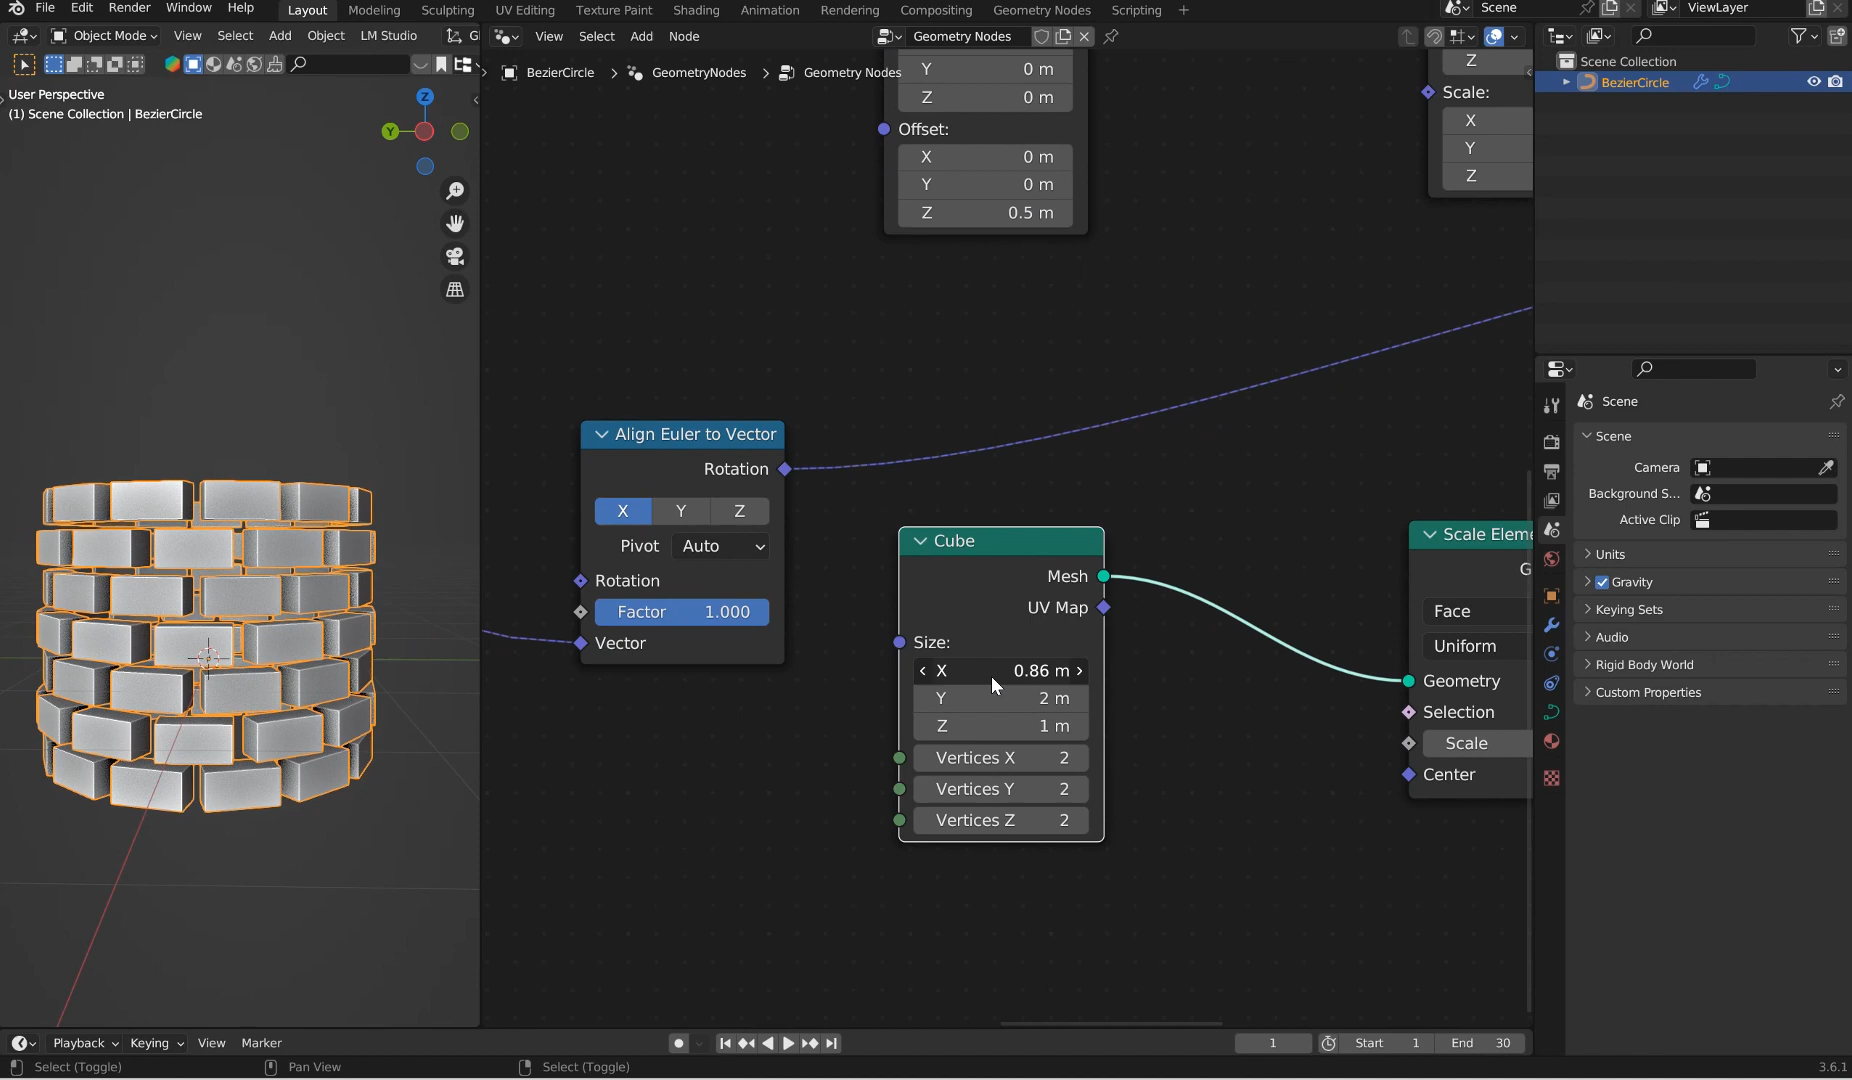 File Edit Render Window Help Layout Modeling Sculpting UV Editing Texture Paint Shading Animation Rendering Compositing Geometry Nodes Scripting + Scene ViewLayer
Object Mode View Select Add Object LM Studio Gl View Select Add Node Geometry Nodes
BezierCircle > GeometryNodes > Geometry Nodes
User Perspective
(1) Scene Collection | BezierCircle
Z
Y
Y 0 m
Z 0 m
Offset:
X 0 m
Y 0 m
Z 0.5 m
Z
Scale:
X
Y
Z
Align Euler to Vector
Rotation
X Y Z
Pivot Auto
Rotation
Factor 1.000
Vector
Cube
Mesh
UV Map
Size:
X 0.86 m
Y 2 m
Z 1 m
Vertices X 2
Vertices Y 2
Vertices Z 2
Scale Eleme
G
Face
Uniform
Geometry
Selection
Scale
Center
Scene Collection
BezierCircle
Scene
Scene
Camera
Background S...
Active Clip
Units
Gravity
Keying Sets
Audio
Rigid Body World
Custom Properties
Playback Keying View Marker 1 Start 1 End 30
Select (Toggle) Pan View Select (Toggle) 3.6.1